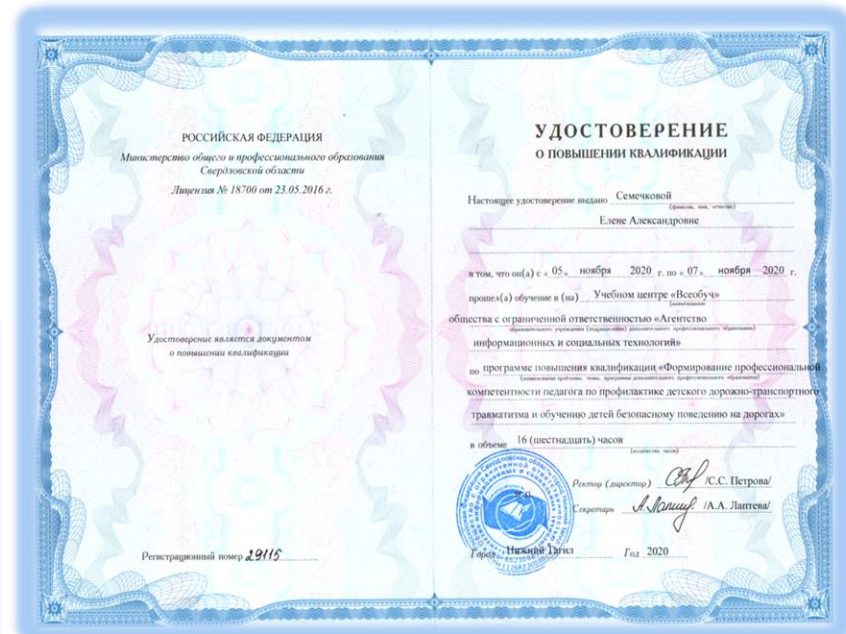 РОССИЙСКАЯ ФЕДЕРАЦИЯ
Министерство общего и профессионального образования
Свердловской области
Лицензия № 18700 от 23.05.2016 г.
Удостоверение является документом
о повышении квалификации
Регистрационный номер 29115
УДОСТОВЕРЕНИЕ
О ПОВЫШЕНИИ КВАЛИФИКАЦИИ
Настоящее удостоверение выдано Семечковой
(фамилия, имя, отчество)
Елене Александровне
в том, что он(а) с « 05 » ноября 2020 г. по « 07 » ноября 2020 г.
прошел(а) обучение в (на) Учебном центре «Всеобуч»
(наименование
общества с ограниченной ответственностью «Агентство
образовательного учреждения (подразделения) дополнительного профессионального образования)
информационных и социальных технологий»
по программе повышения квалификации «Формирование профессиональной
(наименование проблемы, темы, программы дополнительного профессионального образования)
компетентности педагога по профилактике детского дорожно-транспортного
травматизма и обучению детей безопасному поведению на дорогах»
в объеме 16 (шестнадцать) часов
(количество часов)
Ректор (директор) /С.С. Петрова/
Секретарь /А.А. Лаптева/
Город Нижний Тагил Год 2020